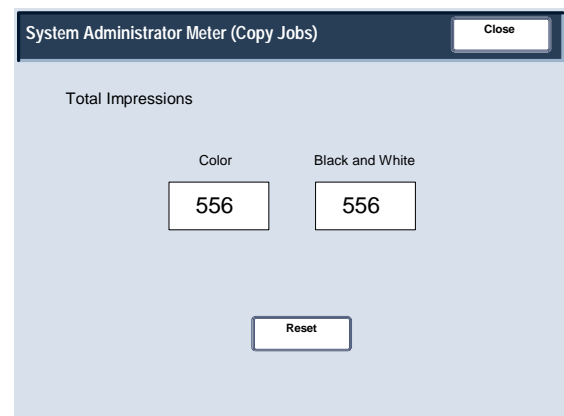 System Administrator Meter (Copy Jobs)
Close
Total Impressions
Color Black and White
556 556
Reset